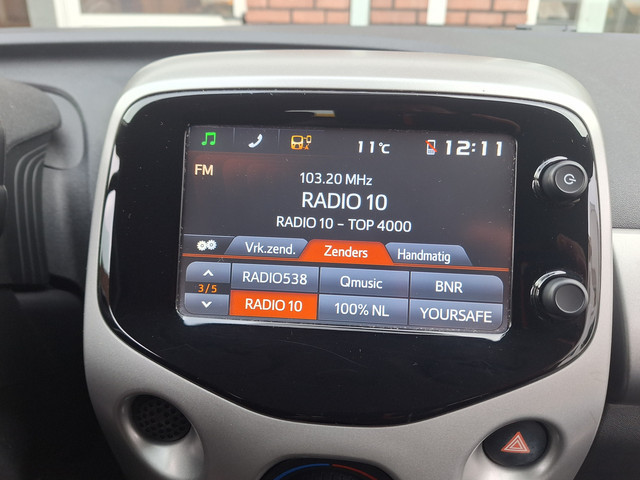 11°C 12:11
FM
103.20 MHz
RADIO 10
RADIO 10 - TOP 4000
Vrk.zend. Zenders Handmatig
RADIO538 Qmusic BNR
3/5
RADIO 10 100% NL YOURSAFE